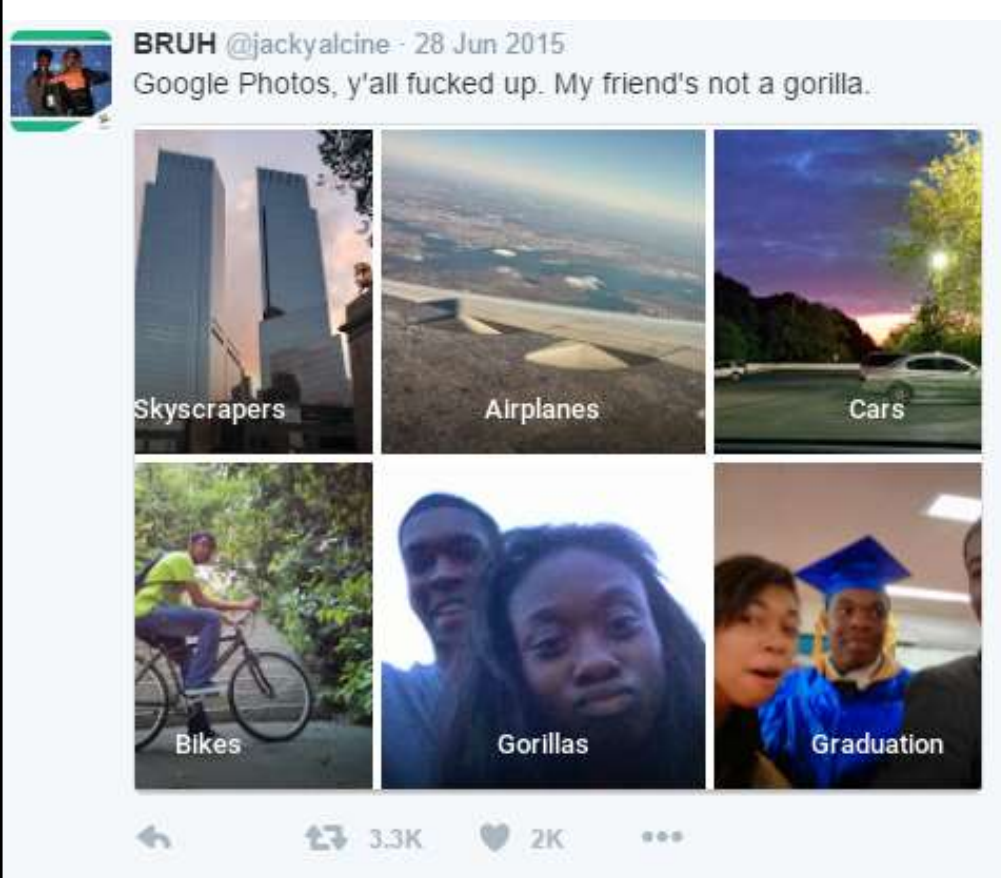 BRUH @jackyalcine · 28 Jun 2015
Google Photos, y'all fucked up. My friend's not a gorilla.
Skyscrapers
Airplanes
Cars
Bikes
Gorillas
Graduation
3.3K
2K